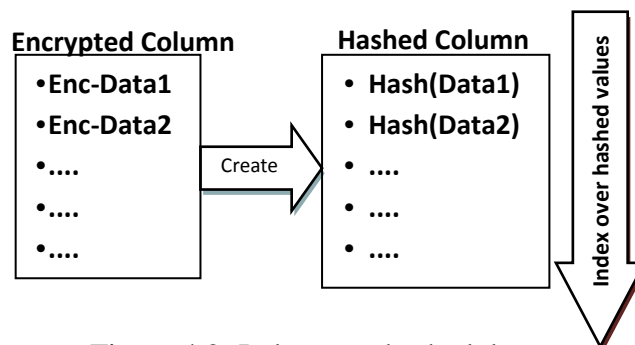 Encrypted Column
•Enc-Data1
•Enc-Data2
•....
•....
•....
Create
Hashed Column
• Hash(Data1)
• Hash(Data2)
• ....
• ....
• ....
Index over hashed values